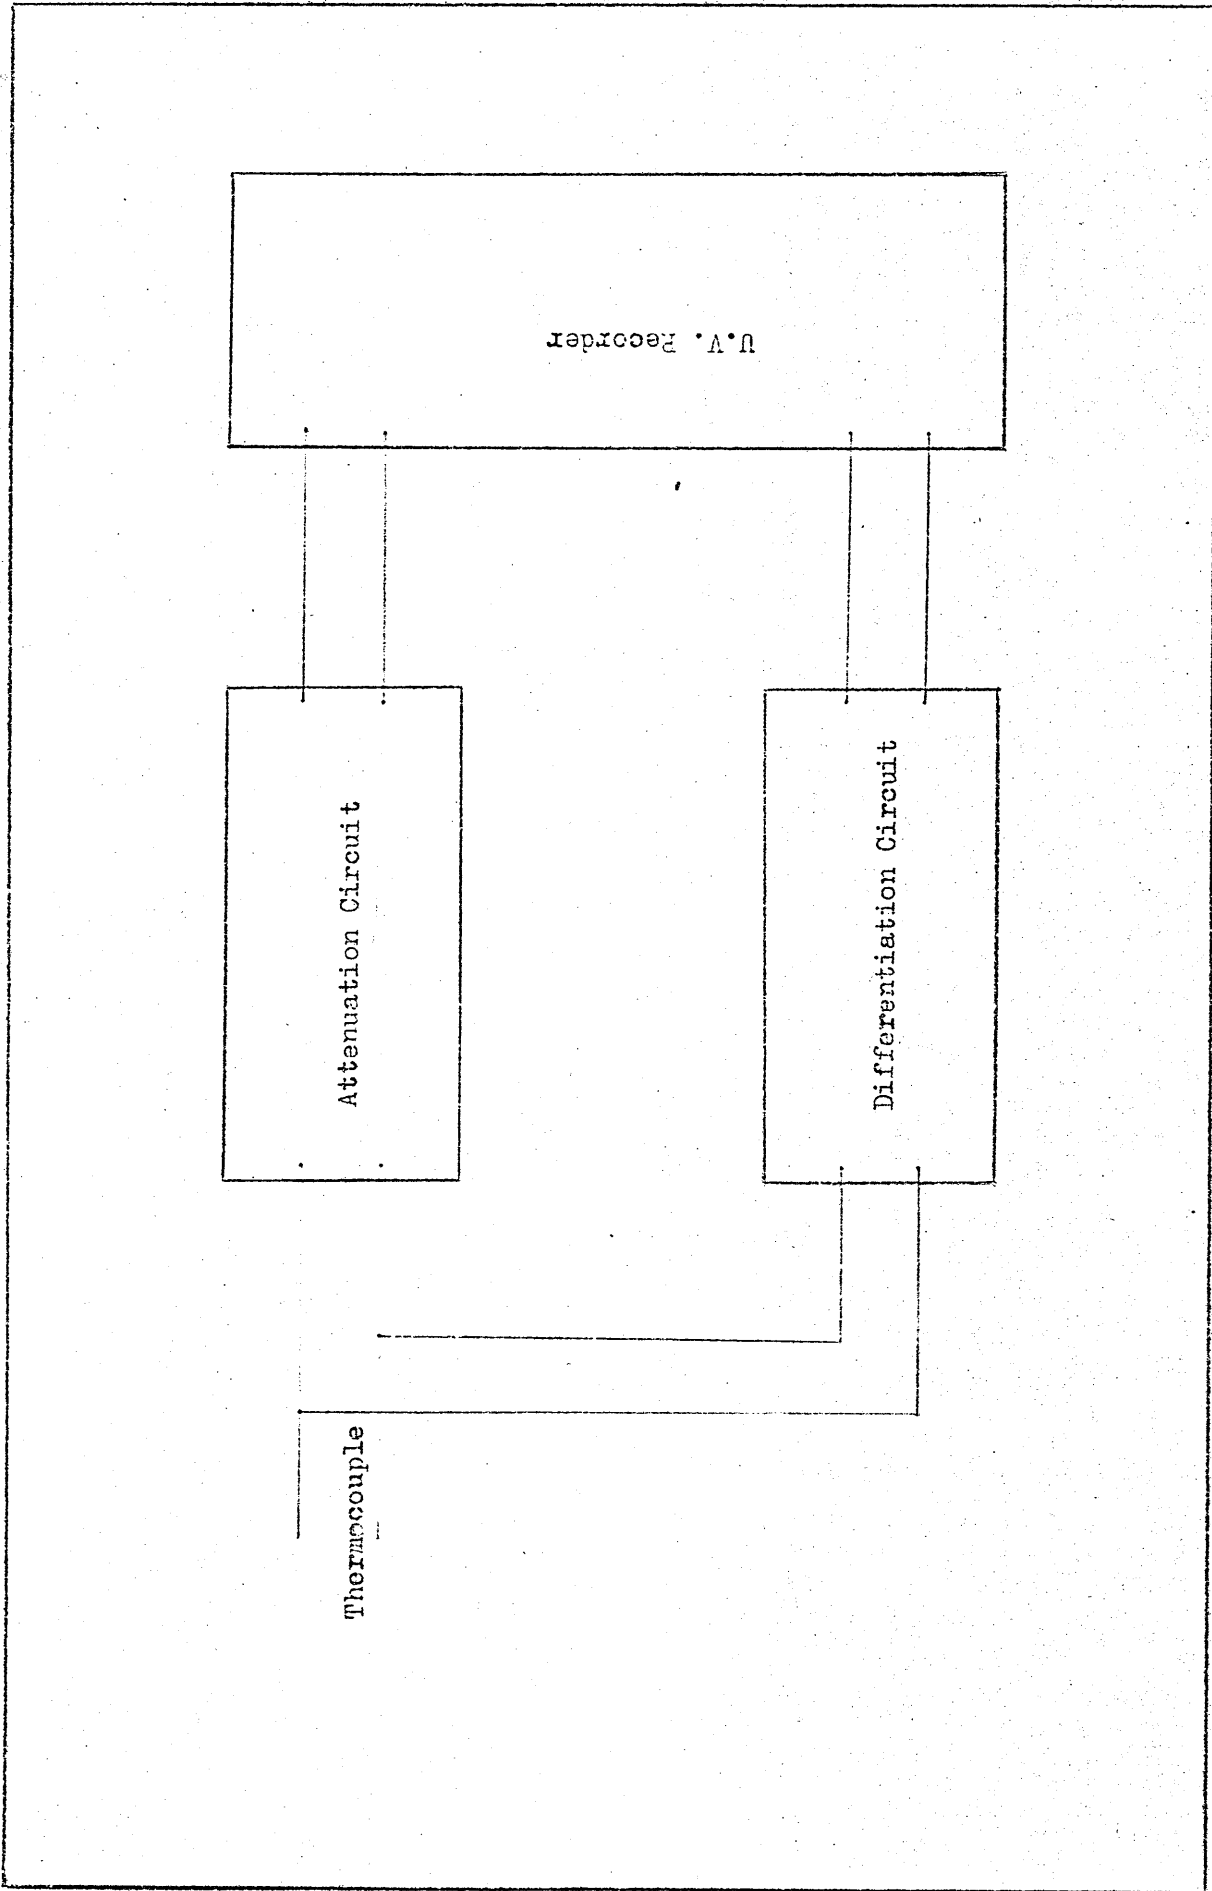 U.V. Recorder
Attenuation Circuit
Differentiation Circuit
Thermocouple